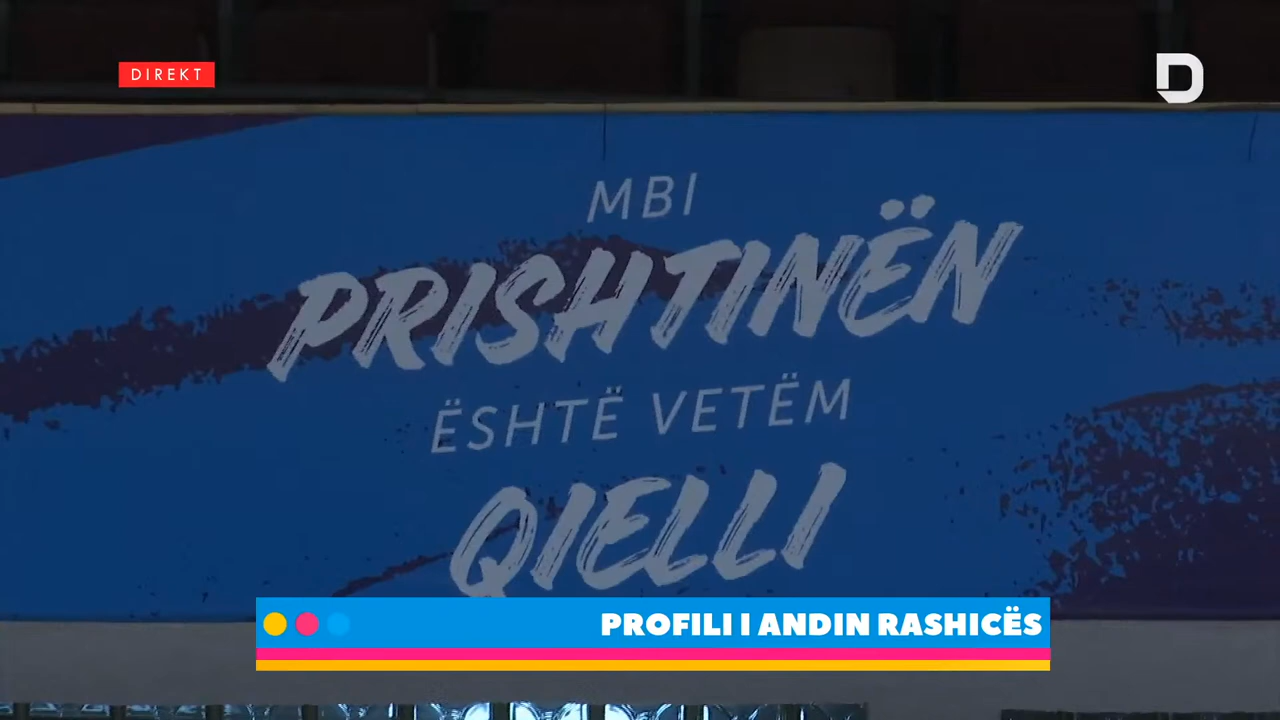 DIREKT
D
MBI
PRISHTINËN
ËSHTË VETËM
QIELLI
PROFILI I ANDIN RASHICËS